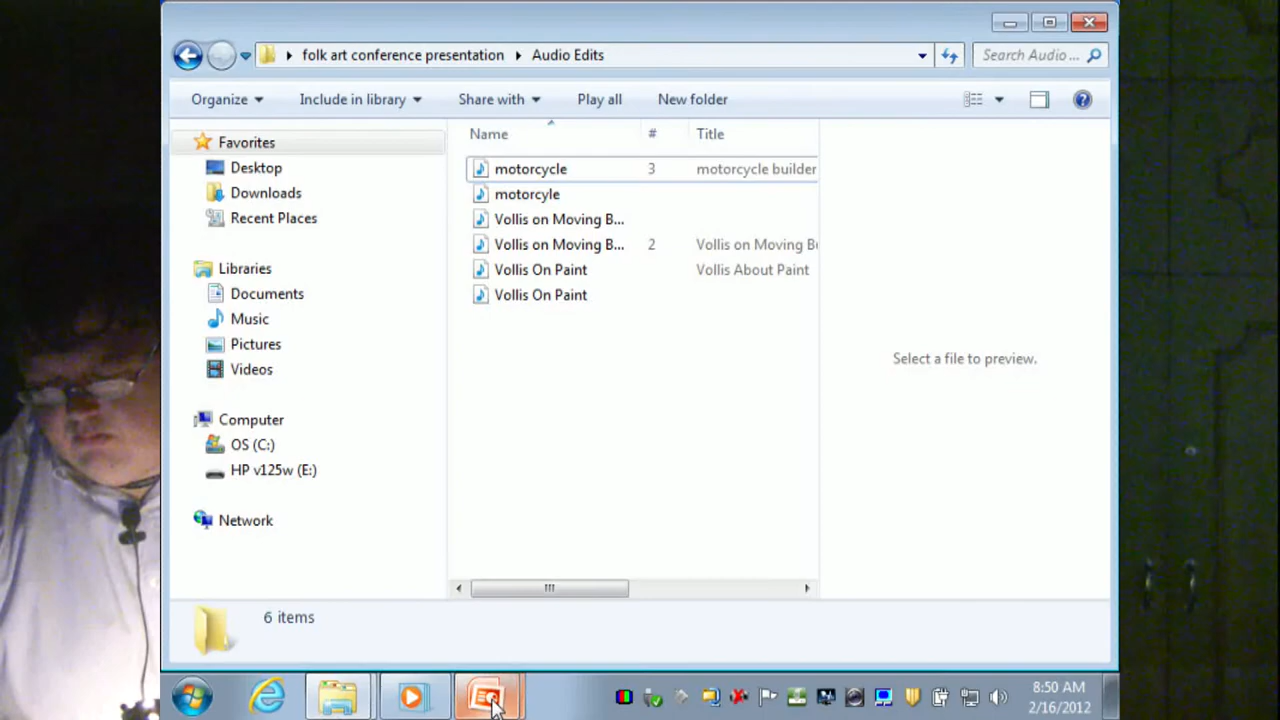 folk art conference presentation Audio Edits Search Audio ...
Organize Include in library Share with Play all New folder
Favorites
Desktop
Downloads
Recent Places
Libraries
Documents
Music
Pictures
Videos
Computer
OS (C:)
HP v125w (E:)
Network
Name # Title
motorcycle 3 motorcycle builder
motorcyle
Vollis on Moving B...
Vollis on Moving B... 2 Vollis on Moving B
Vollis On Paint Vollis About Paint
Vollis On Paint
Select a file to preview.
6 items
8:50 AM
2/16/2012